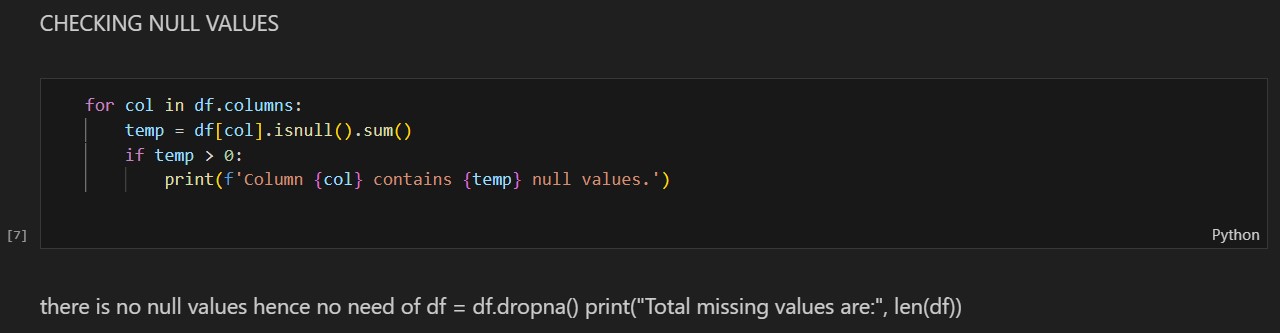 CHECKING NULL VALUES
for col in df.columns:
    temp = df[col].isnull().sum()
    if temp > 0:
        print(f'Column {col} contains {temp} null values.')
[7]
Python
there is no null values hence no need of df = df.dropna() print("Total missing values are:", len(df))